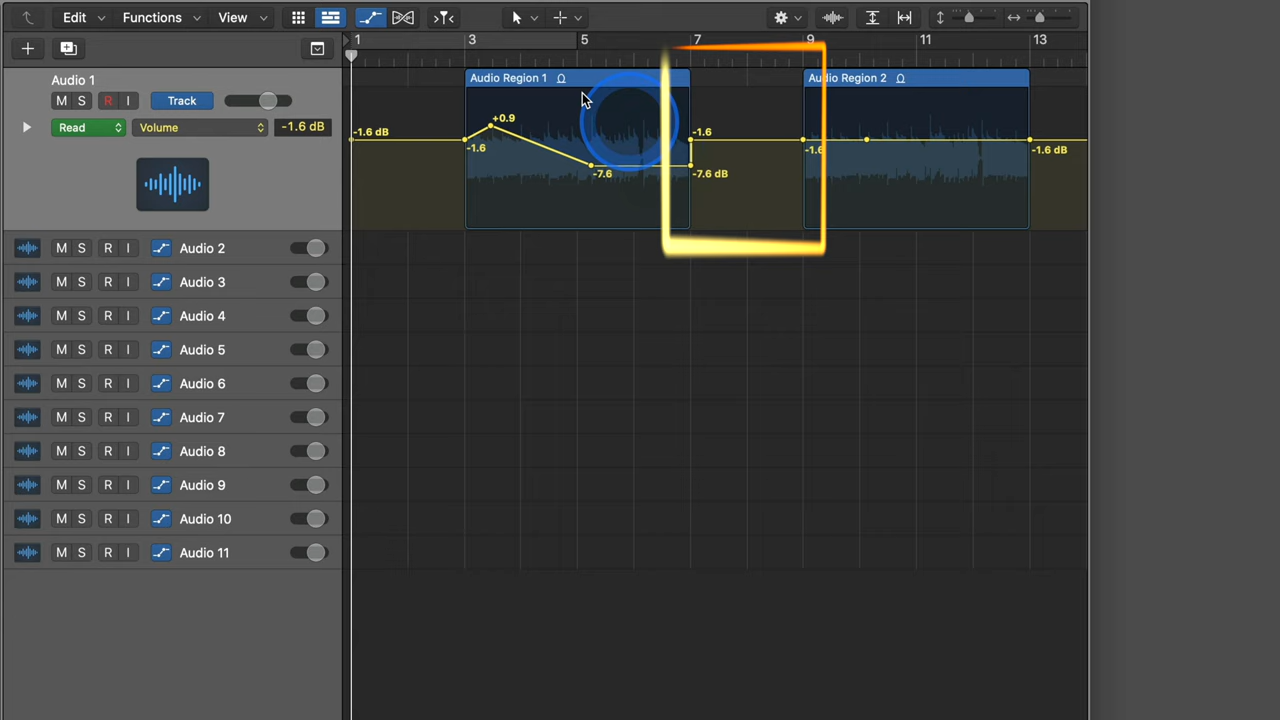 Edit Functions View
1 3 5 7 9 11 13
Audio 1
M S R I Track
Read Volume -1.6 dB
Audio Region 1
Audio Region 2
-1.6 dB
+0.9
-1.6
-7.6
-1.6
-7.6 dB
-1.6
-1.6 dB
M S R I Audio 2
M S R I Audio 3
M S R I Audio 4
M S R I Audio 5
M S R I Audio 6
M S R I Audio 7
M S R I Audio 8
M S R I Audio 9
M S R I Audio 10
M S R I Audio 11